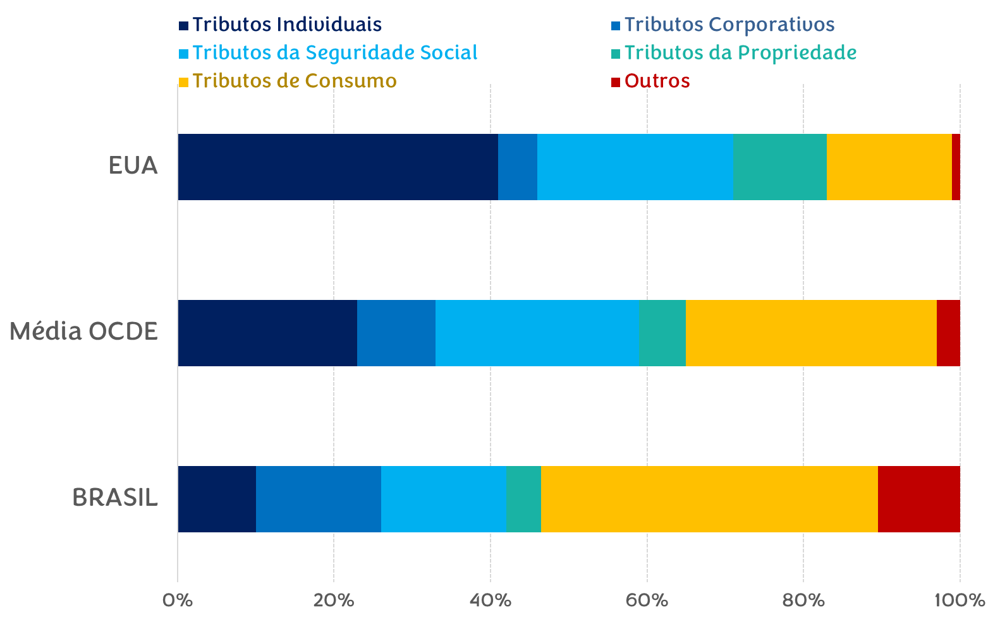 Tributos Individuais
Tributos Corporativos
Tributos da Seguridade Social
Tributos da Propriedade
Tributos de Consumo
Outros
EUA
Média OCDE
BRASIL
0% 20% 40% 60% 80% 100%